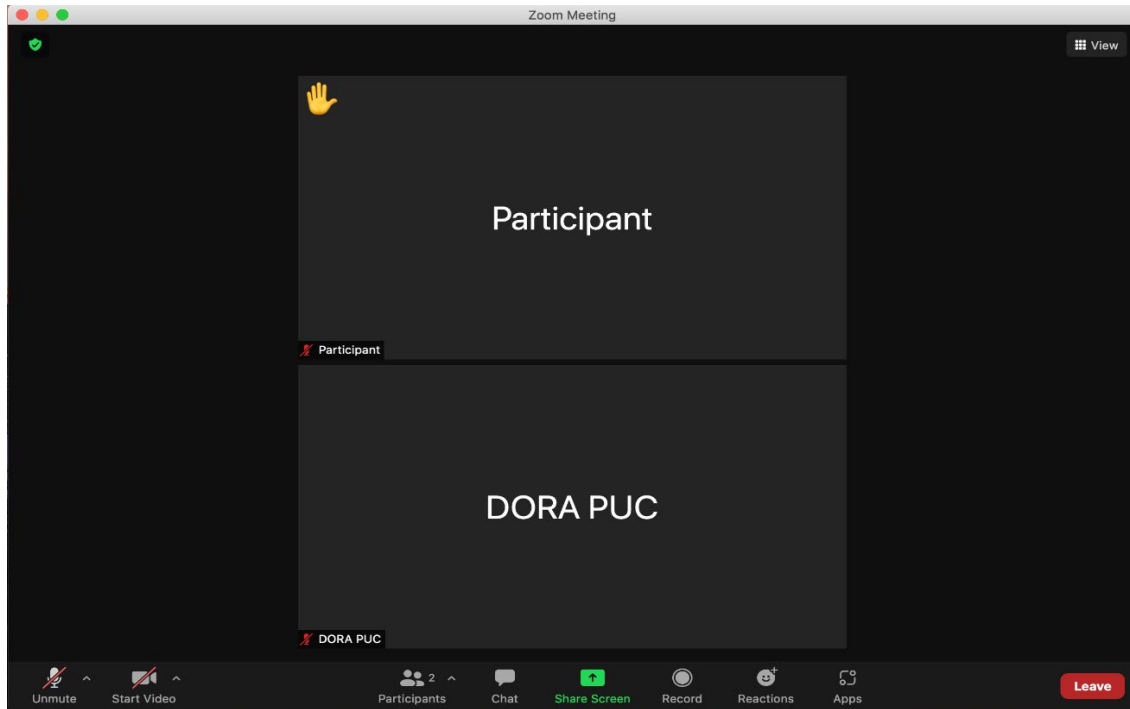 Zoom Meeting
View
Participant
Participant
DORA PUC
DORA PUC
Unmute
Start Video
2
Participants
Chat
Share Screen
Record
Reactions
Apps
Leave